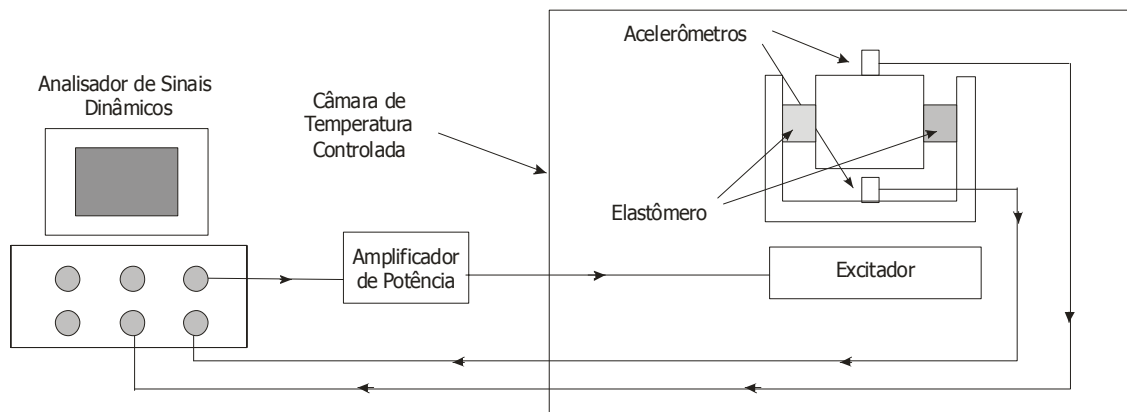 Acelerômetros
Analisador de Sinais
Dinâmicos
Câmara de
Temperatura
Controlada
Elastômero
Amplificador
de Potência
Excitador